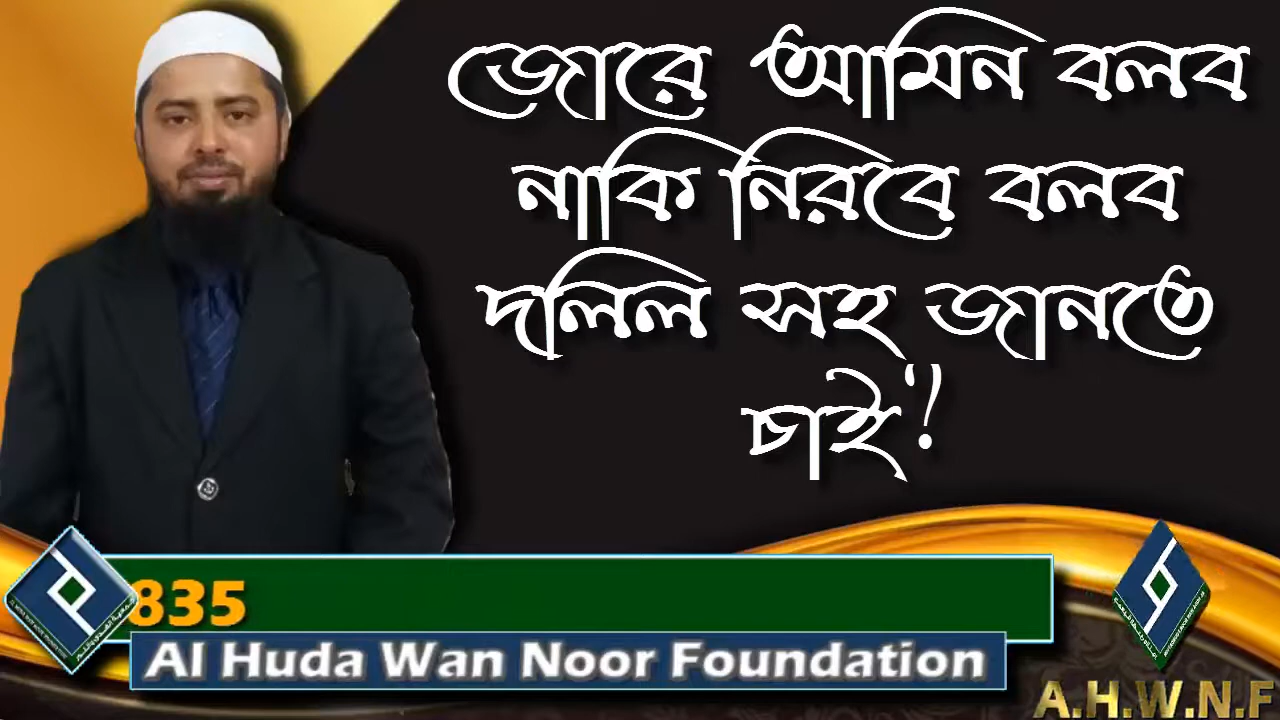 জোরে আমিন বলব
নাকি নিরবে বলব
দলিল সহ জানতে
চাই?
835
Al Huda Wan Noor Foundation
A.H.W.N.F